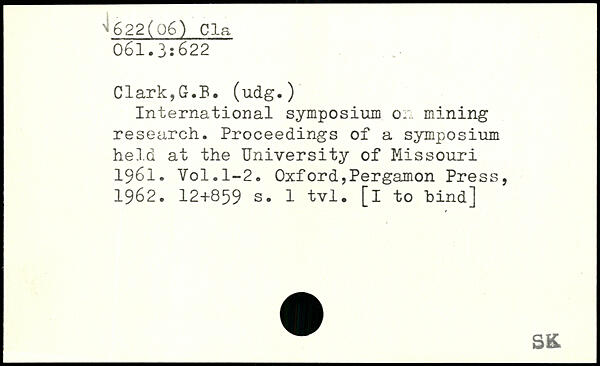 622(06) Cla
061.3:622
Clark,G.B. (udg.)
International symposium on mining
research. Proceedings of a symposium
held at the University of Missouri
1961. Vol.1-2. Oxford,Pergamon Press,
1962. 12+859 s. 1 tvl. [I to bind]
SK